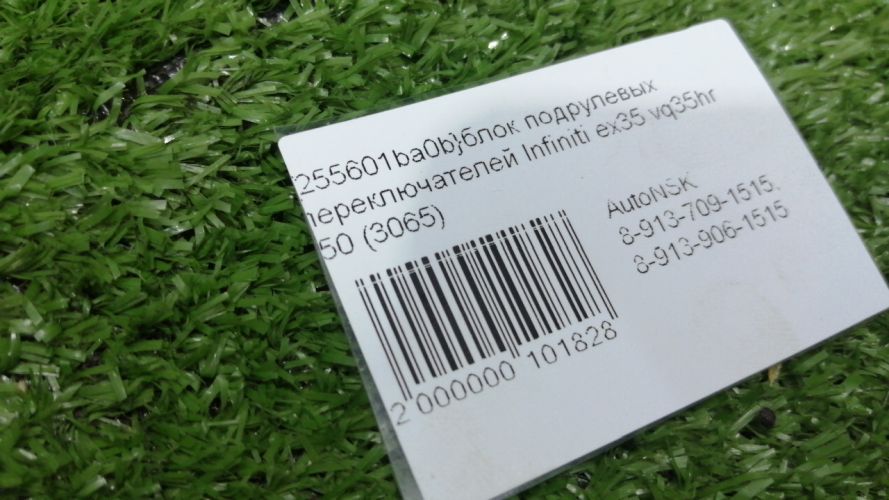 255601ba0b}блок подрулевых
переключателей Infiniti ex35 vq35hr
50 (3065)
AutoNSK
8-913-709-1515,
8-913-906-1515
2 000000 101828